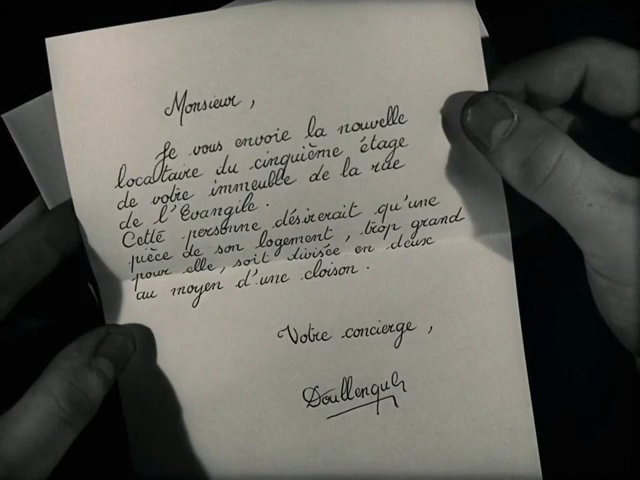 Monsieur,
Je vous envoie la nouvelle
locataire du cinquième étage
de votre immeuble de la rue
de l'Evangile.
Cette personne désirerait qu'une
pièce de son logement, trop grand
pour elle, soit divisée en deux
au moyen d'une cloison.
Votre concierge,